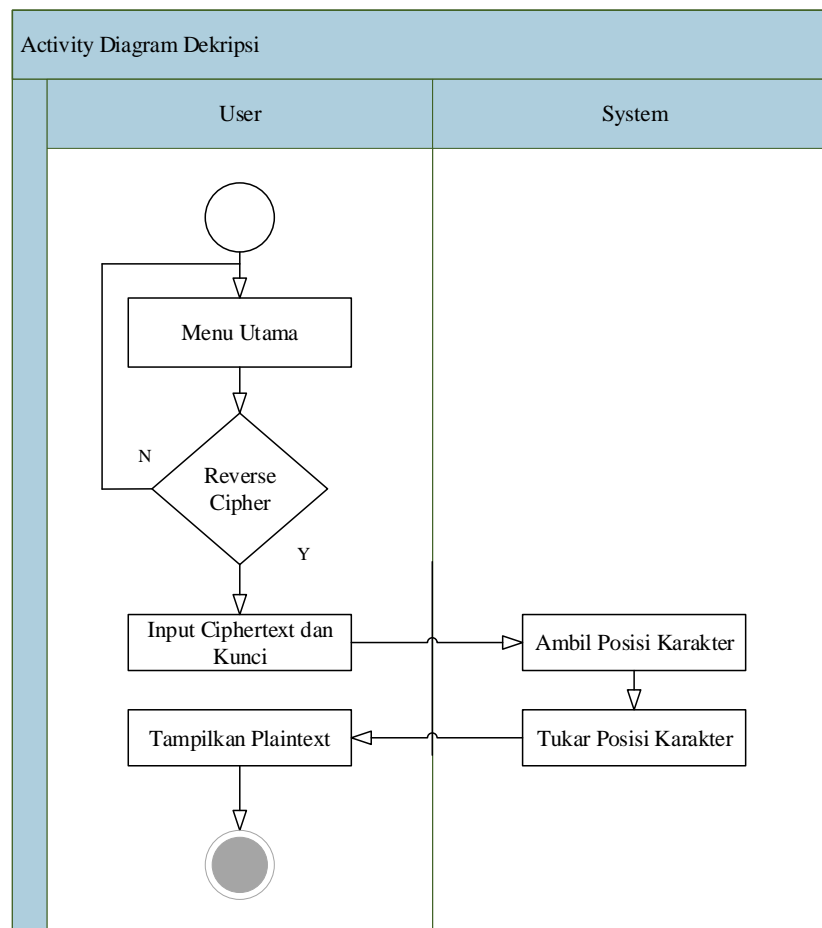 Activity Diagram Dekripsi
User
System
Menu Utama
N
Reverse
Cipher
Y
Input Ciphertext dan
Kunci
Ambil Posisi Karakter
Tampilkan Plaintext
Tukar Posisi Karakter